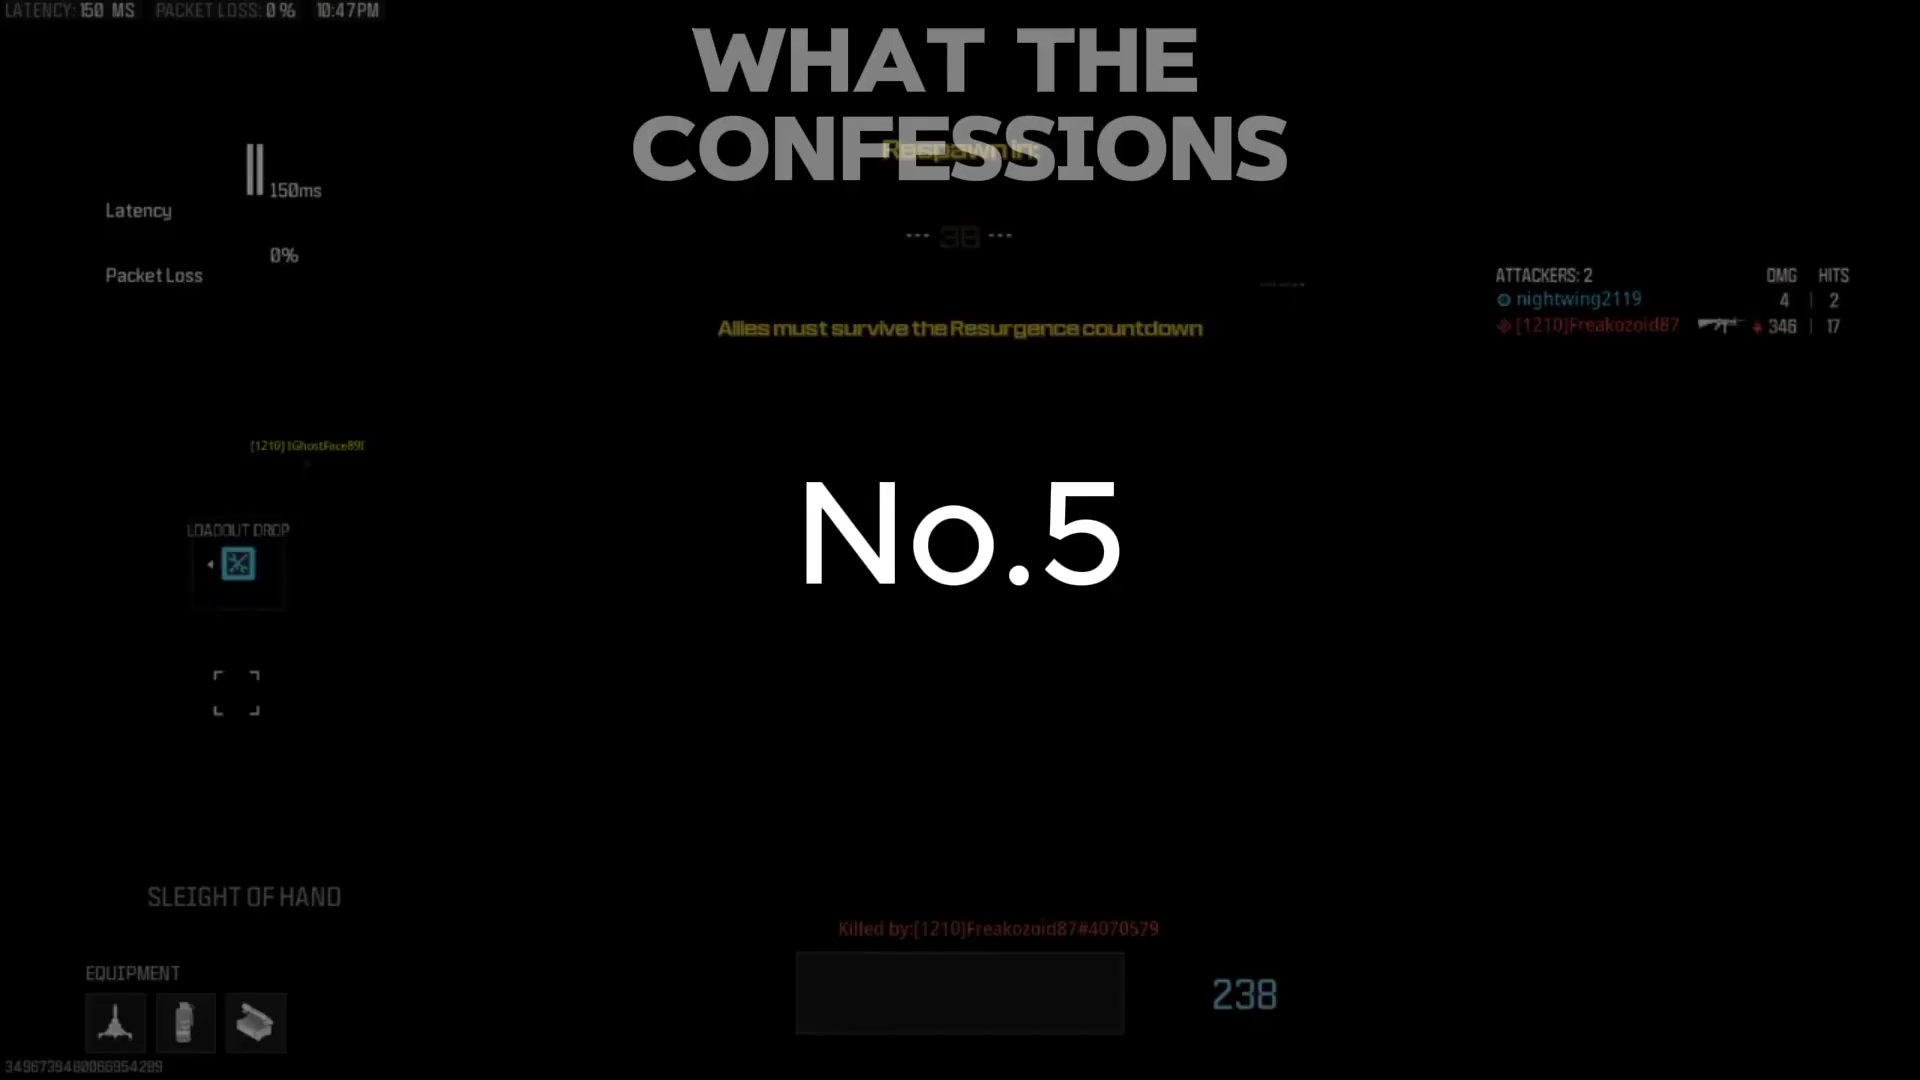 LATENCY: 150 MS PACKET LOSS: 0 % 10:47PM
WHAT THE
CONFESSIONS
Respawn in:
150ms
Latency
--- 38 ---
0%
Packet Loss
ATTACKERS: 2 DMG HITS
nightwing2119 4 | 2
[1210]Freakozoid87 346 | 17
Allies must survive the Resurgence countdown
LOADOUT DROP
No.5
SLEIGHT OF HAND
Killed by:[1210]Freakozoid87#4070579
EQUIPMENT
238